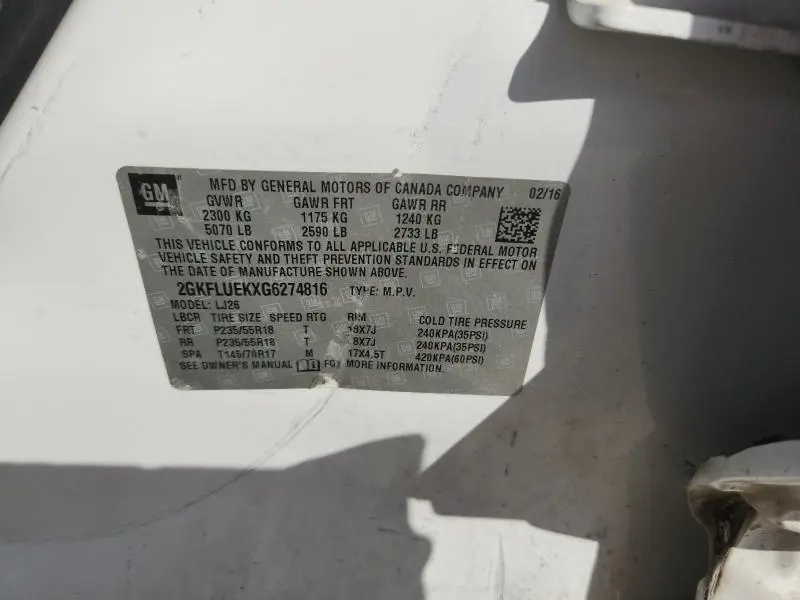 GM
MFD BY GENERAL MOTORS OF CANADA COMPANY 02/16
GVWR GAWR FRT GAWR RR
2300 KG 1175 KG 1240 KG
5070 LB 2590 LB 2733 LB
THIS VEHICLE CONFORMS TO ALL APPLICABLE U.S. FEDERAL MOTOR
VEHICLE SAFETY AND THEFT PREVENTION STANDARDS IN EFFECT ON
THE DATE OF MANUFACTURE SHOWN ABOVE.
2GKFLUEKXG6274816 TYPE: M.P.V.
MODEL: LJ26
LBCR TIRE SIZE SPEED RTG RIM COLD TIRE PRESSURE
FRT P235/55R18 T 18X7J 240KPA(35PSI)
RR P235/55R18 T 8X7J 240KPA(35PSI)
SPA T145/70R17 M 17X4.5T 420KPA(60PSI)
SEE OWNER'S MANUAL FOR MORE INFORMATION.